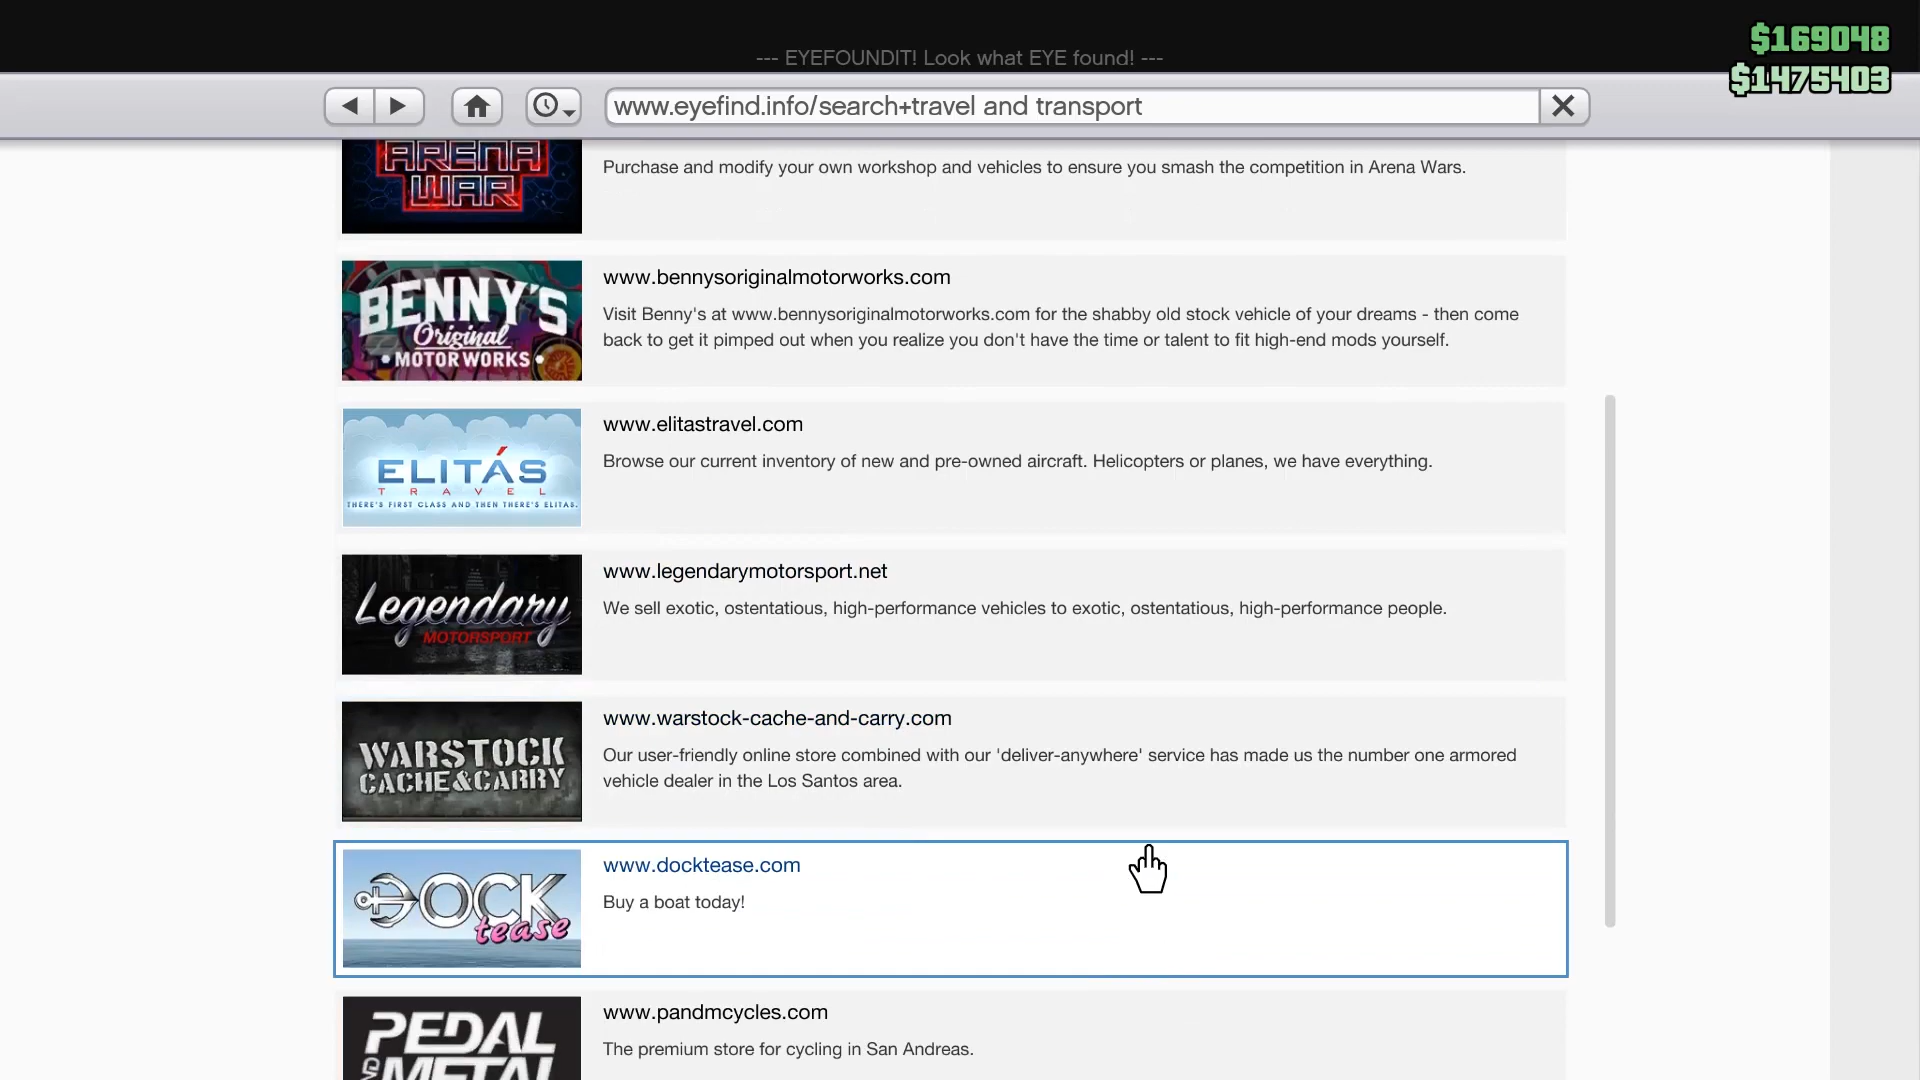 --- EYEFOUNDIT! Look what EYE found! ---
$169048
$1475403
www.eyefind.info/search+travel and transport
ARENA
WAR
Purchase and modify your own workshop and vehicles to ensure you smash the competition in Arena Wars.
BENNY'S
Original
MOTOR WORKS
www.bennysoriginalmotorworks.com
Visit Benny's at www.bennysoriginalmotorworks.com for the shabby old stock vehicle of your dreams - then come
back to get it pimped out when you realize you don't have the time or talent to fit high-end mods yourself.
ELITÁS
TRAVEL
THERE'S FIRST CLASS AND THEN THERE'S ELITAS.
www.elitastravel.com
Browse our current inventory of new and pre-owned aircraft. Helicopters or planes, we have everything.
Legendary
MOTORSPORT
www.legendarymotorsport.net
We sell exotic, ostentatious, high-performance vehicles to exotic, ostentatious, high-performance people.
WARSTOCK
CACHE&CARRY
www.warstock-cache-and-carry.com
Our user-friendly online store combined with our 'deliver-anywhere' service has made us the number one armored
vehicle dealer in the Los Santos area.
DOCK
tease
www.docktease.com
Buy a boat today!
PEDAL
AND
METAL
www.pandmcycles.com
The premium store for cycling in San Andreas.